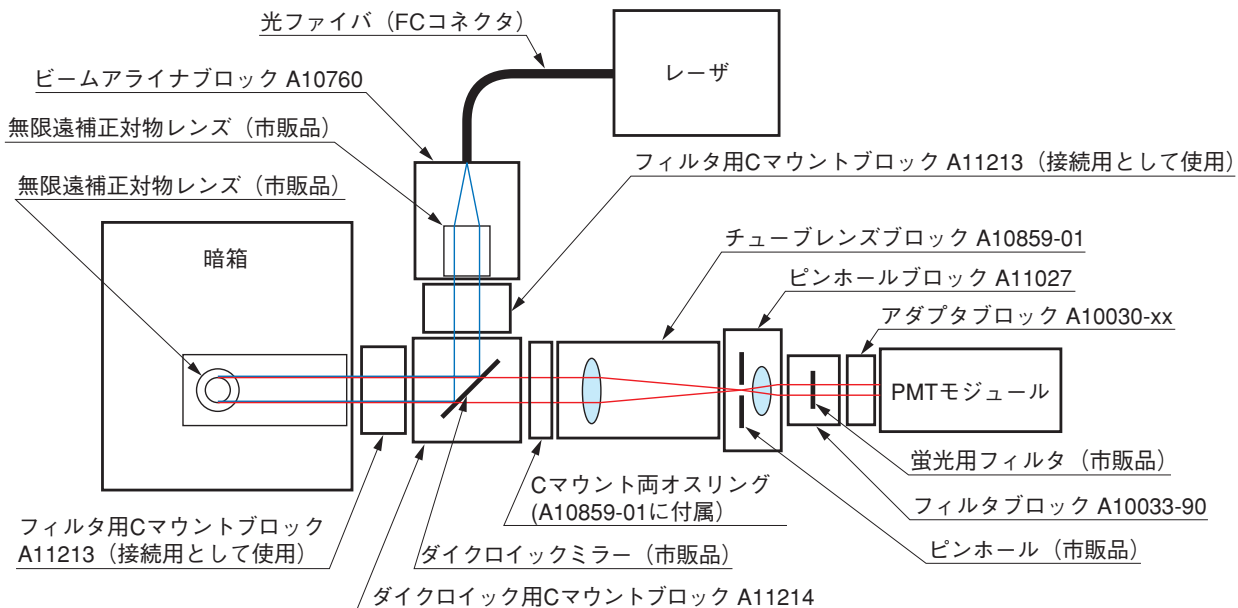 光ファイバ（FCコネクタ）
レーザ
ビームアライナブロック A10760
無限遠補正対物レンズ（市販品）
フィルタ用Cマウントブロック A11213（接続用として使用）
無限遠補正対物レンズ（市販品）
チューブレンズブロック A10859-01
暗箱
ピンホールブロック A11027
アダプタブロック A10030-xx
PMTモジュール
蛍光用フィルタ（市販品）
Cマウント両オスリング
(A10859-01に付属）
フィルタブロック A10033-90
フィルタ用Cマウントブロック
A11213（接続用として使用）
ダイクロイックミラー（市販品）
ピンホール（市販品）
ダイクロイック用Cマウントブロック A11214